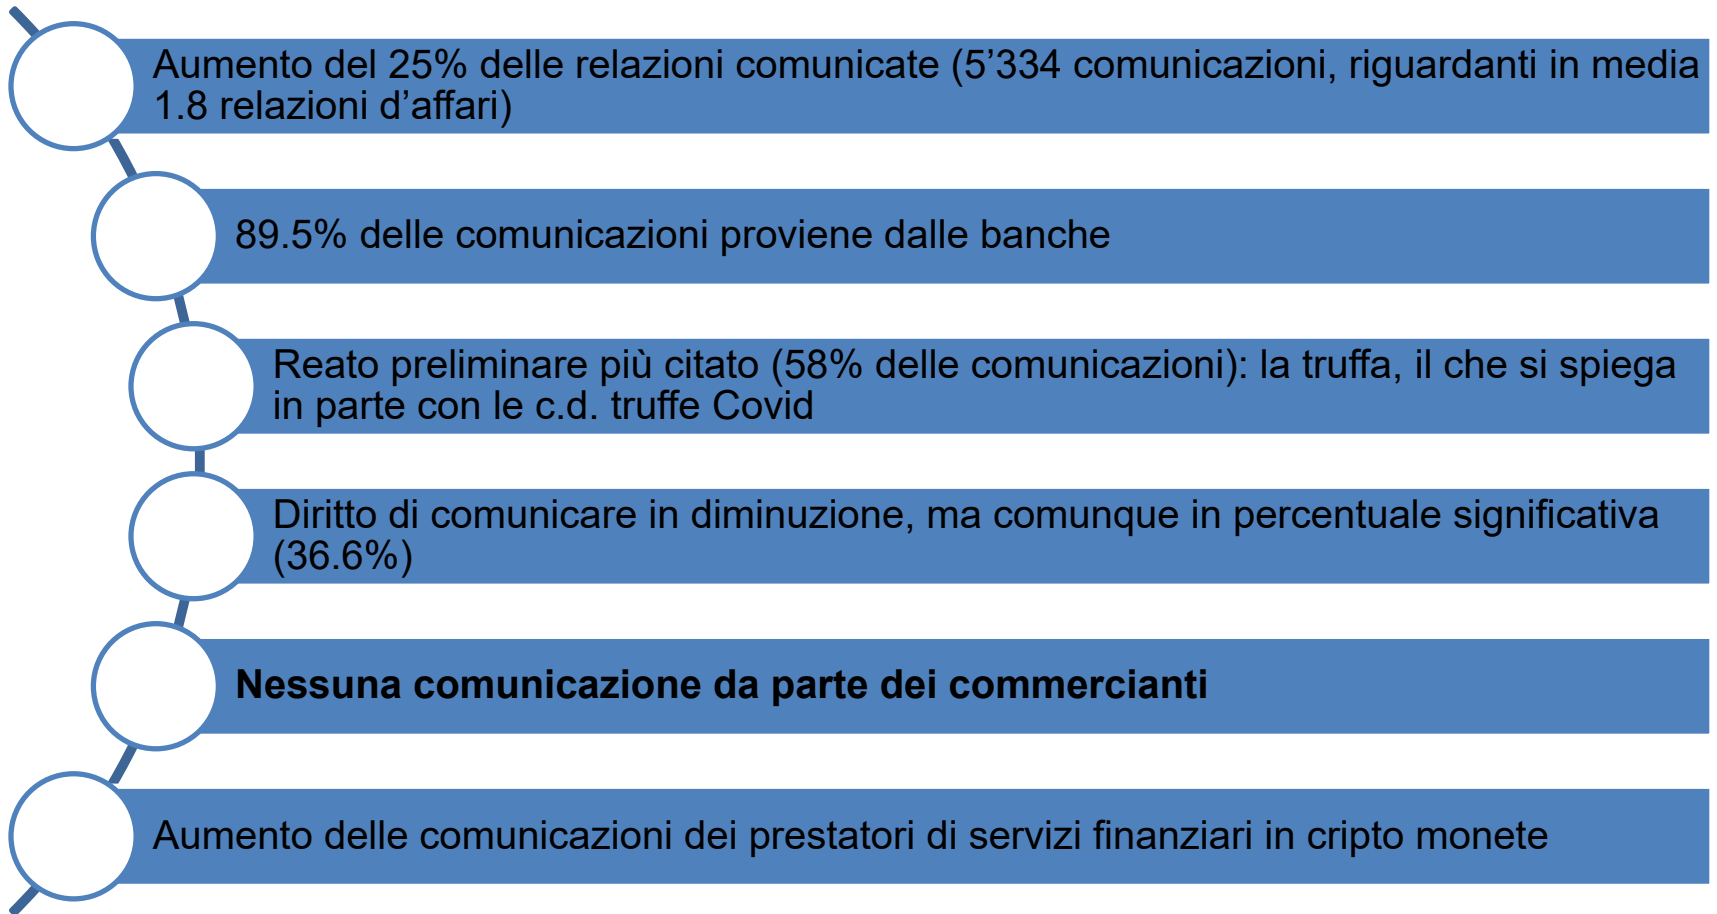 Aumento del 25% delle relazioni comunicate (5’334 comunicazioni, riguardanti in media
1.8 relazioni d’affari)
89.5% delle comunicazioni proviene dalle banche
Reato preliminare più citato (58% delle comunicazioni): la truffa, il che si spiega
in parte con le c.d. truffe Covid
Diritto di comunicare in diminuzione, ma comunque in percentuale significativa
(36.6%)
Nessuna comunicazione da parte dei commercianti
Aumento delle comunicazioni dei prestatori di servizi finanziari in cripto monete